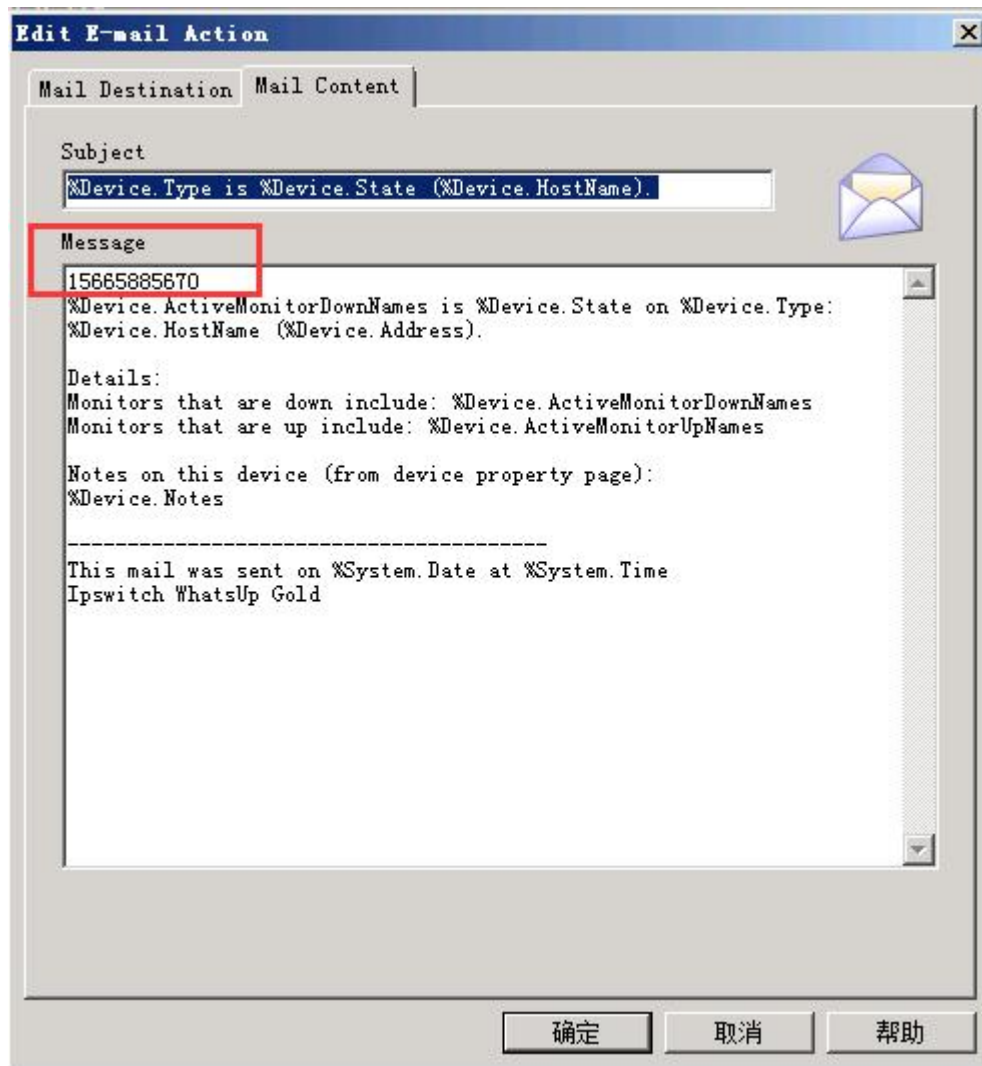 Edit E-mail Action
Mail Destination
Mail Content
Subject
%Device.Type is %Device.State (%Device.HostName).
Message
15665885670
%Device.ActiveMonitorDownNames is %Device.State on %Device.Type:
%Device.HostName (%Device.Address).
Details:
Monitors that are down include: %Device.ActiveMonitorDownNames
Monitors that are up include: %Device.ActiveMonitorUpNames
Notes on this device (from device property page):
%Device.Notes
----------------------------------------
This mail was sent on %System.Date at %System.Time
Ipswitch WhatsUp Gold
确定
取消
帮助